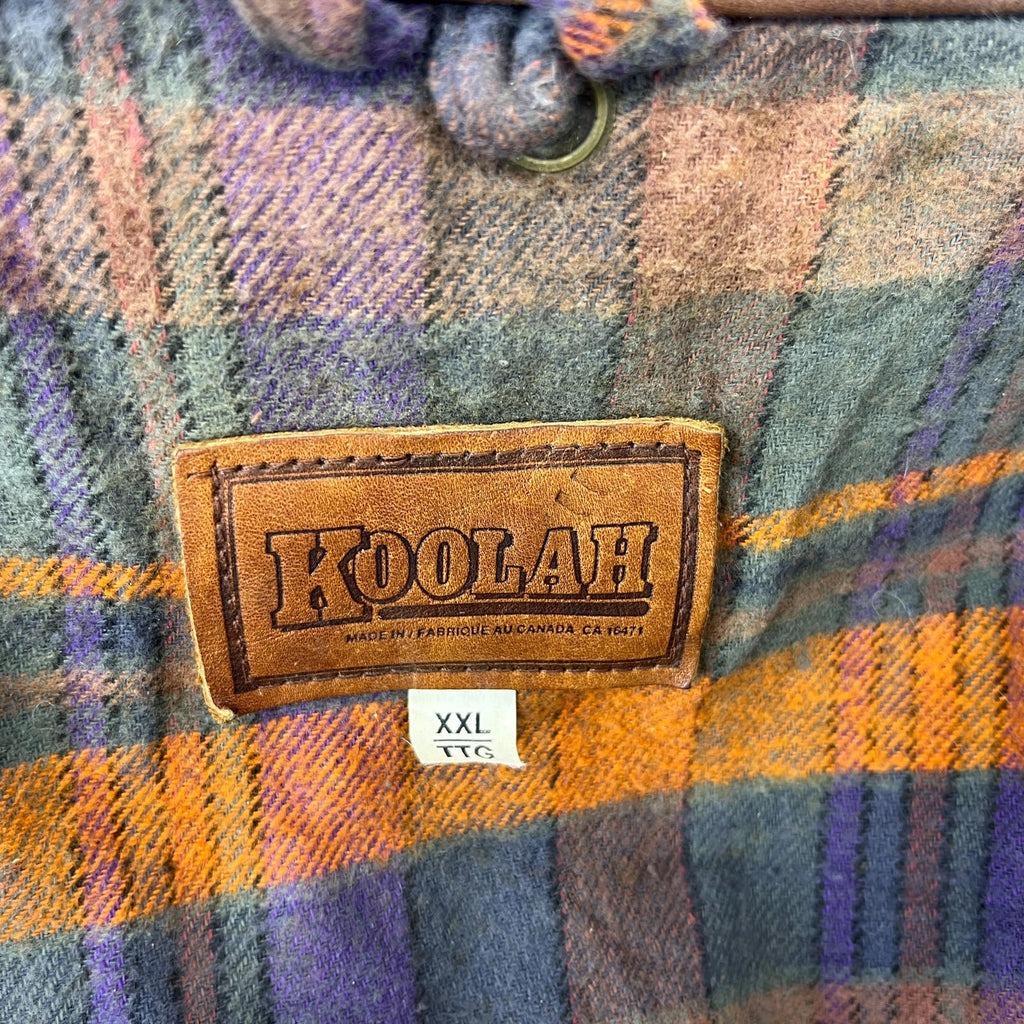 KOOLAH
MADE IN / FABRIQUE AU CANADA CA 16471
XXL
TTG